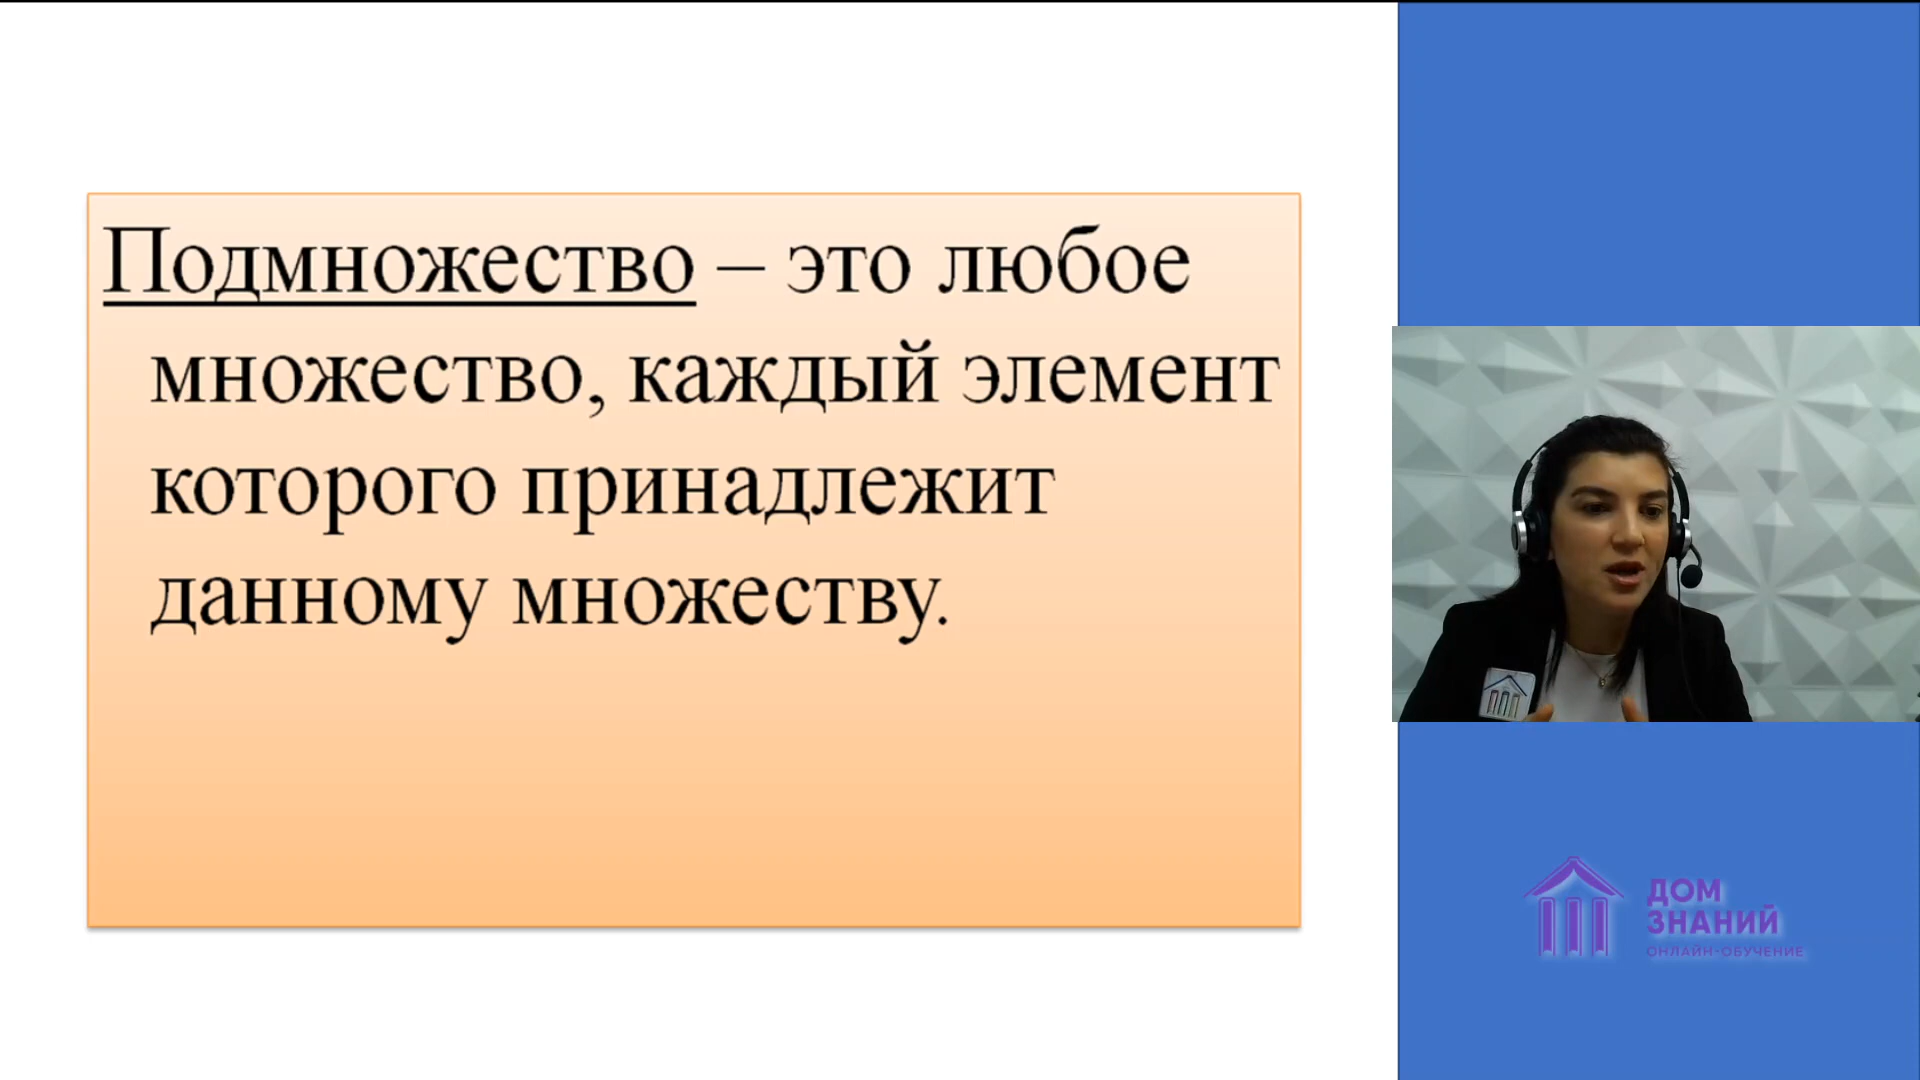 Подмножество – это любое
множество, каждый элемент
которого принадлежит
данному множеству.
ДОМ
ЗНАНИЙ
ОНЛАЙН-ОБУЧЕНИЕ